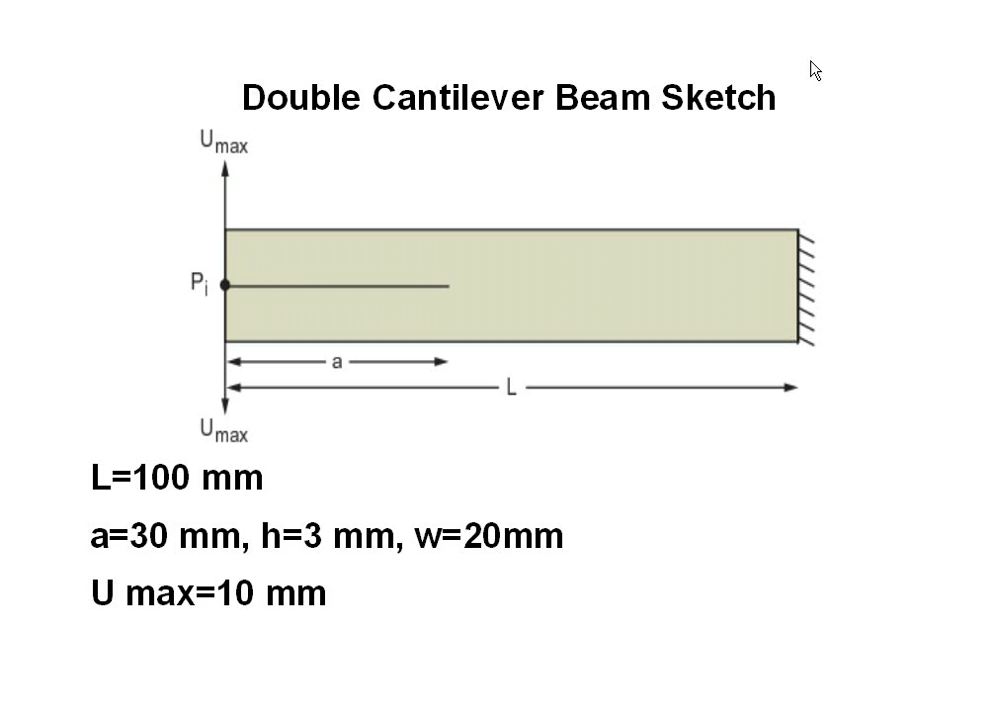 Double Cantilever Beam Sketch
Umax
Pi
a
L
Umax
L=100 mm
a=30 mm, h=3 mm, w=20mm
U max=10 mm